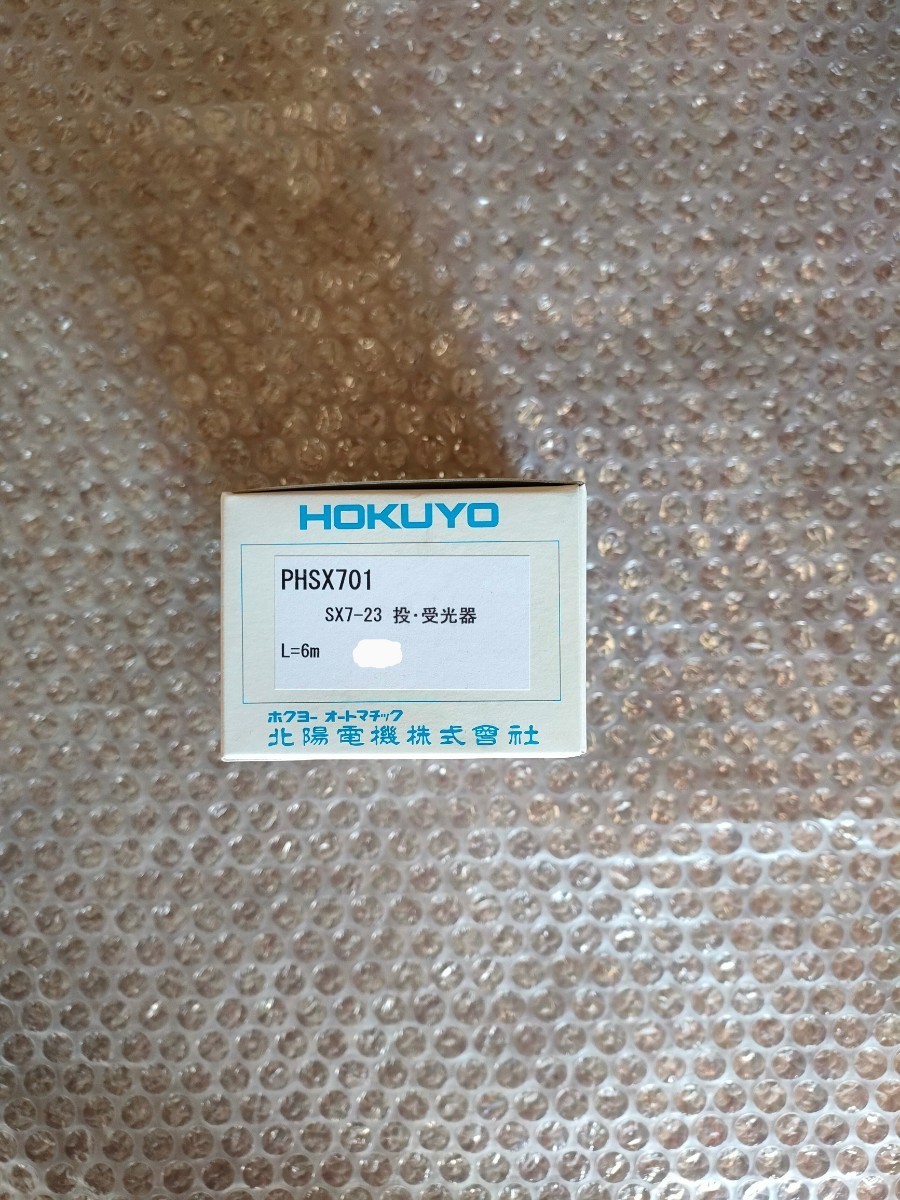 HOKUYO
PHSX701
SX7-23 投・受光器
L=6m
ホクヨー オートマチック
北陽電機株式會社